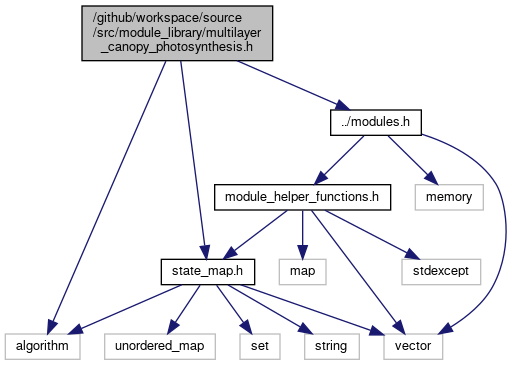 /github/workspace/source
/src/module_library/multilayer
_canopy_photosynthesis.h
../modules.h
module_helper_functions.h
memory
state_map.h
map
stdexcept
algorithm
unordered_map
set
string
vector